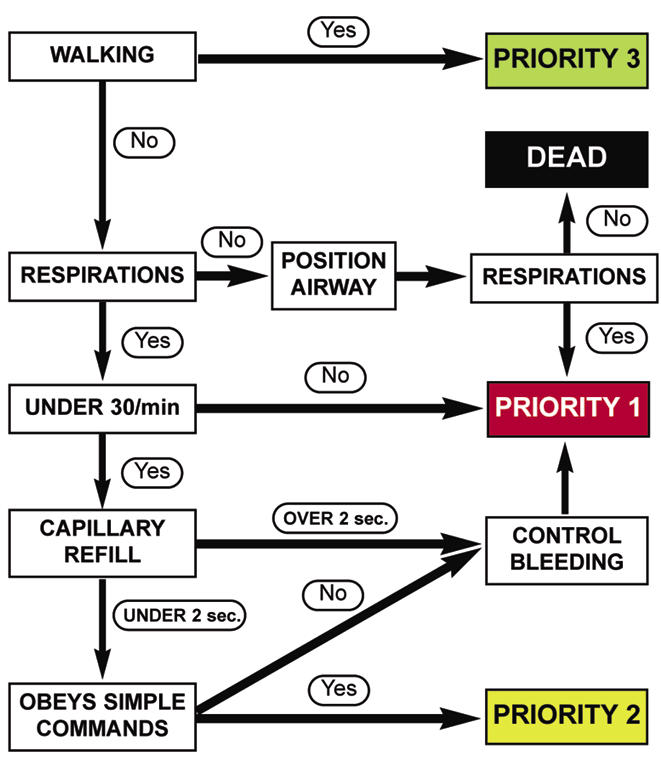 WALKING
Yes
PRIORITY 3
No
DEAD
No
RESPIRATIONS
No
POSITION
AIRWAY
RESPIRATIONS
Yes
Yes
UNDER 30/min
No
PRIORITY 1
Yes
CAPILLARY
REFILL
OVER 2 sec.
CONTROL
BLEEDING
UNDER 2 sec.
No
OBEYS SIMPLE
COMMANDS
Yes
PRIORITY 2